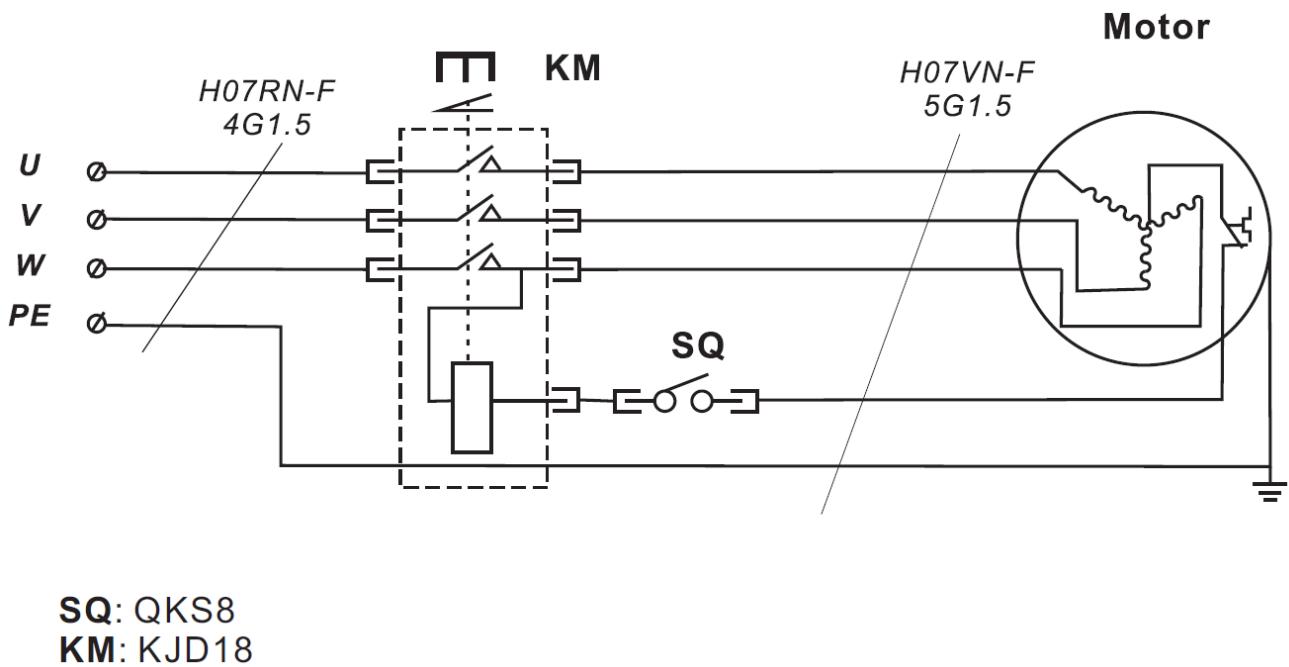 Motor
KM
H07RN-F
4G1.5
H07VN-F
5G1.5
U
V
W
PE
SQ
SQ: QKS8
KM: KJD18